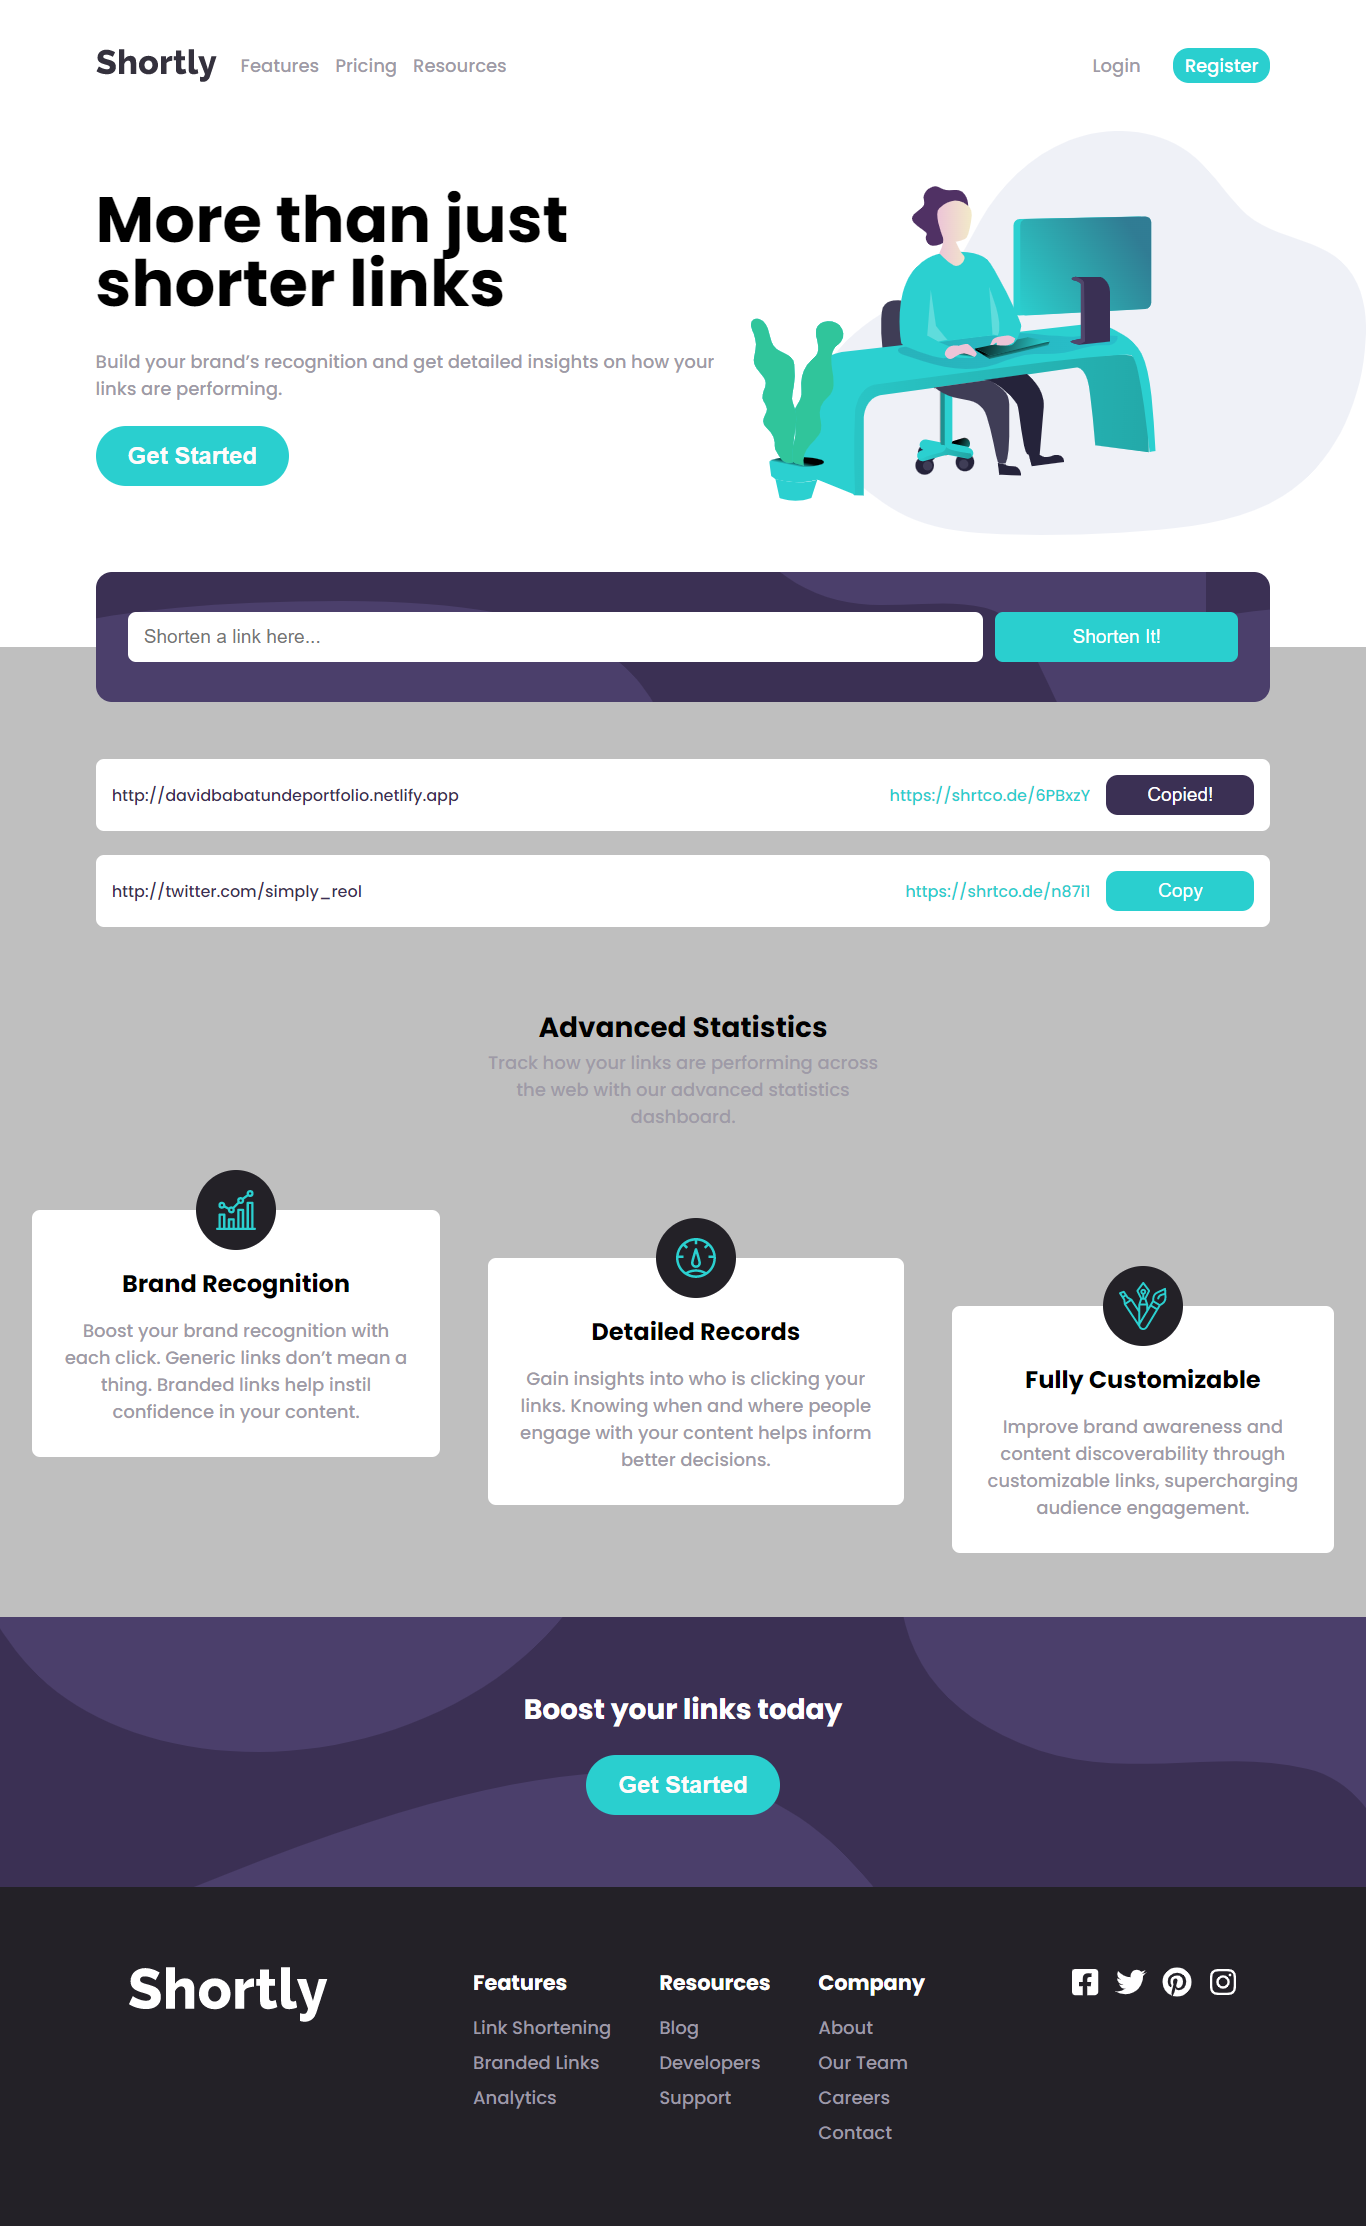 Shortly
Features
Pricing
Resources
Login
Register
More than just
shorter links
Build your brand’s recognition and get detailed insights on how your
links are performing.
Get Started
Shorten a link here...
Shorten It!
http://davidbabatundeportfolio.netlify.app
https://shrtco.de/6PBxzY
Copied!
http://twitter.com/simply_reol
https://shrtco.de/n87i1
Copy
Advanced Statistics
Track how your links are performing across
the web with our advanced statistics
dashboard.
Brand Recognition
Boost your brand recognition with
each click. Generic links don’t mean a
thing. Branded links help instil
confidence in your content.
Detailed Records
Gain insights into who is clicking your
links. Knowing when and where people
engage with your content helps inform
better decisions.
Fully Customizable
Improve brand awareness and
content discoverability through
customizable links, supercharging
audience engagement.
Boost your links today
Get Started
Shortly
Features
Link Shortening
Branded Links
Analytics
Resources
Blog
Developers
Support
Company
About
Our Team
Careers
Contact